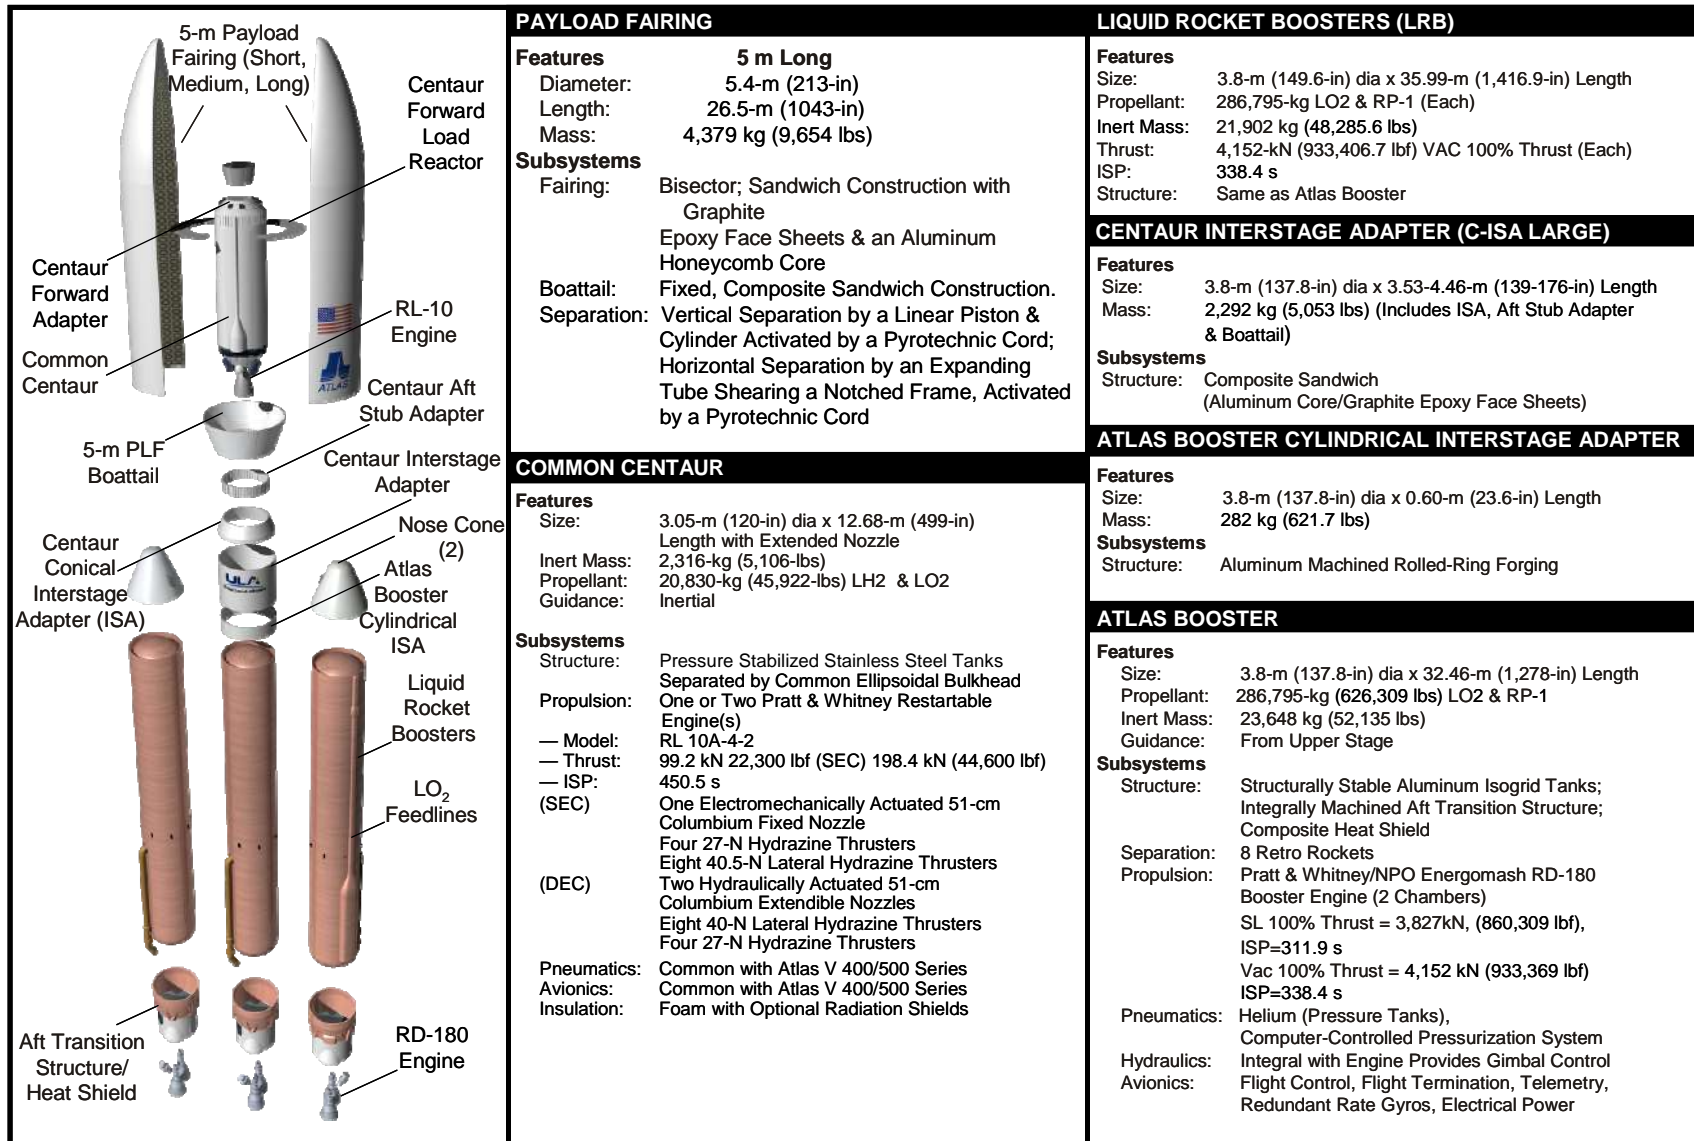 5-m Payload
Fairing (Short,
Medium, Long)
Centaur
Forward
Load
Reactor
Centaur
Forward
Adapter
RL-10
Engine
Common
Centaur
ATLAS
Centaur Aft
Stub Adapter
5-m PLF
Boattail
Centaur Interstage
Adapter
Nose Cone
(2)
Centaur
Conical
Interstage
Adapter (ISA)
ULA
Atlas
Booster
Cylindrical
ISA
Liquid
Rocket
Boosters
LO2
Feedlines
Aft Transition
Structure/
Heat Shield
RD-180
Engine
PAYLOAD FAIRING
Features 5 m Long
Diameter: 5.4-m (213-in)
Length: 26.5-m (1043-in)
Mass: 4,379 kg (9,654 lbs)
Subsystems
Fairing: Bisector; Sandwich Construction with
Graphite
Epoxy Face Sheets & an Aluminum
Honeycomb Core
Boattail: Fixed, Composite Sandwich Construction.
Separation: Vertical Separation by a Linear Piston &
Cylinder Activated by a Pyrotechnic Cord;
Horizontal Separation by an Expanding
Tube Shearing a Notched Frame, Activated
by a Pyrotechnic Cord
COMMON CENTAUR
Features
Size: 3.05-m (120-in) dia x 12.68-m (499-in)
Length with Extended Nozzle
Inert Mass: 2,316-kg (5,106-lbs)
Propellant: 20,830-kg (45,922-lbs) LH2 & LO2
Guidance: Inertial
Subsystems
Structure: Pressure Stabilized Stainless Steel Tanks
Separated by Common Ellipsoidal Bulkhead
Propulsion: One or Two Pratt & Whitney Restartable
Engine(s)
— Model: RL 10A-4-2
— Thrust: 99.2 kN 22,300 lbf (SEC) 198.4 kN (44,600 lbf)
— ISP: 450.5 s
(SEC) One Electromechanically Actuated 51-cm
Columbium Fixed Nozzle
Four 27-N Hydrazine Thrusters
Eight 40.5-N Lateral Hydrazine Thrusters
(DEC) Two Hydraulically Actuated 51-cm
Columbium Extendible Nozzles
Eight 40-N Lateral Hydrazine Thrusters
Four 27-N Hydrazine Thrusters
Pneumatics: Common with Atlas V 400/500 Series
Avionics: Common with Atlas V 400/500 Series
Insulation: Foam with Optional Radiation Shields
LIQUID ROCKET BOOSTERS (LRB)
Features
Size: 3.8-m (149.6-in) dia x 35.99-m (1,416.9-in) Length
Propellant: 286,795-kg LO2 & RP-1 (Each)
Inert Mass: 21,902 kg (48,285.6 lbs)
Thrust: 4,152-kN (933,406.7 lbf) VAC 100% Thrust (Each)
ISP: 338.4 s
Structure: Same as Atlas Booster
CENTAUR INTERSTAGE ADAPTER (C-ISA LARGE)
Features
Size: 3.8-m (137.8-in) dia x 3.53-4.46-m (139-176-in) Length
Mass: 2,292 kg (5,053 lbs) (Includes ISA, Aft Stub Adapter
& Boattail)
Subsystems
Structure: Composite Sandwich
(Aluminum Core/Graphite Epoxy Face Sheets)
ATLAS BOOSTER CYLINDRICAL INTERSTAGE ADAPTER
Features
Size: 3.8-m (137.8-in) dia x 0.60-m (23.6-in) Length
Mass: 282 kg (621.7 lbs)
Subsystems
Structure: Aluminum Machined Rolled-Ring Forging
ATLAS BOOSTER
Features
Size: 3.8-m (137.8-in) dia x 32.46-m (1,278-in) Length
Propellant: 286,795-kg (626,309 lbs) LO2 & RP-1
Inert Mass: 23,648 kg (52,135 lbs)
Guidance: From Upper Stage
Subsystems
Structure: Structurally Stable Aluminum Isogrid Tanks;
Integrally Machined Aft Transition Structure;
Composite Heat Shield
Separation: 8 Retro Rockets
Propulsion: Pratt & Whitney/NPO Energomash RD-180
Booster Engine (2 Chambers)
SL 100% Thrust = 3,827kN, (860,309 lbf),
ISP=311.9 s
Vac 100% Thrust = 4,152 kN (933,369 lbf)
ISP=338.4 s
Pneumatics: Helium (Pressure Tanks),
Computer-Controlled Pressurization System
Hydraulics: Integral with Engine Provides Gimbal Control
Avionics: Flight Control, Flight Termination, Telemetry,
Redundant Rate Gyros, Electrical Power